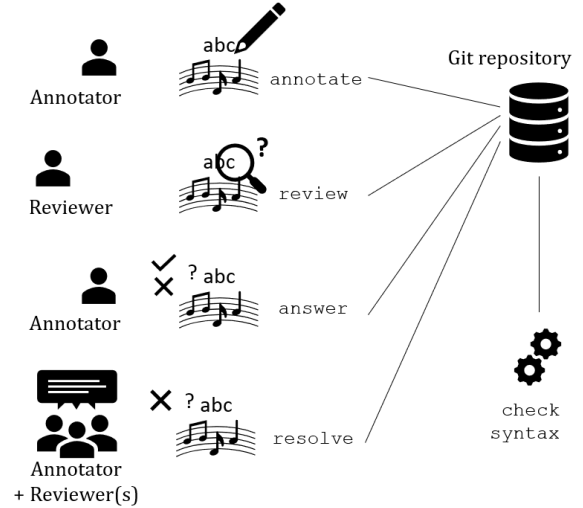 abc
Git repository
annotate
Annotator
abc ?
review
Reviewer
? abc
answer
Annotator
? abc
check
resolve
syntax
Annotator
+ Reviewer(s)